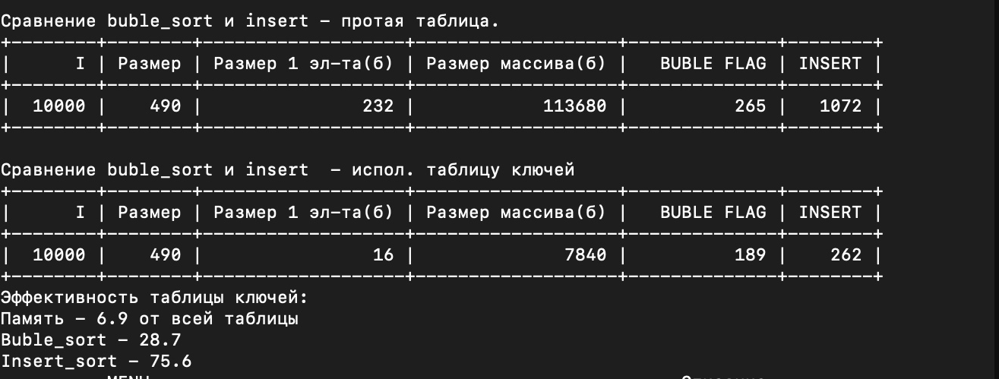 Сравнение buble_sort и insert – протая таблица.
+--------+--------+-------------------+-------------------+--------------+--------+
|      I | Размер | Размер 1 эл-та(б) | Размер массива(б) |   BUBLE FLAG | INSERT |
+--------+--------+-------------------+-------------------+--------------+--------+
|  10000 |    490 |               232 |            113680 |          265 |   1072 |
+--------+--------+-------------------+-------------------+--------------+--------+
Сравнение buble_sort и insert  – испол. таблицу ключей
+--------+--------+-------------------+-------------------+--------------+--------+
|      I | Размер | Размер 1 эл-та(б) | Размер массива(б) |   BUBLE FLAG | INSERT |
+--------+--------+-------------------+-------------------+--------------+--------+
|  10000 |    490 |                16 |              7840 |          189 |    262 |
+--------+--------+-------------------+-------------------+--------------+--------+
Эффективность таблицы ключей:
Память – 6.9 от всей таблицы
Buble_sort – 28.7
Insert_sort – 75.6
MENU